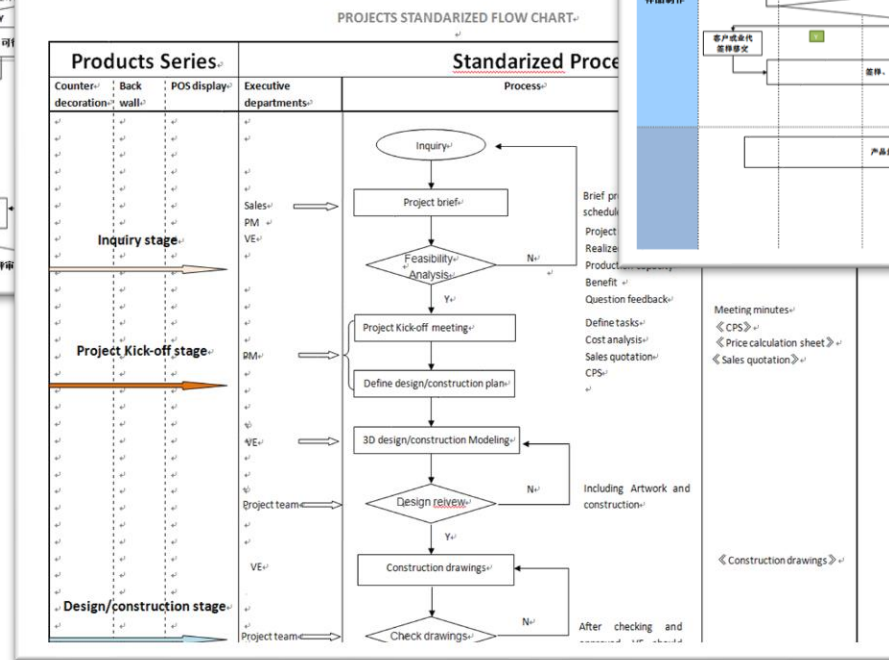 PROJECTS STANDARIZED FLOW CHART
Products Series
Standarized Proce
Counter decoration
Back wall
POS display
Executive departments
Process
Inquiry
Sales
PM
VE
Project brief
Brief pr
schedul
Inquiry stage
Feasibility
Analysis
N
Project
Realize
Production capacity
Benefit
Question feedback
Y
Project Kick-off stage
PM
Project Kick-off meeting
Define design/construction plan
Define tasks
Cost analysis
Sales quotation
CPS
Meeting minutes
《CPS》
《Price calculation sheet》
《Sales quotation》
VE
3D design/construction Modeling
Project team
Design reivew
N
Including Artwork and
construction
Y
VE
Construction drawings
《Construction drawings》
Design/construction stage
Project team
Check drawings
N
After checking and
客户或业代
签样移交
签样、